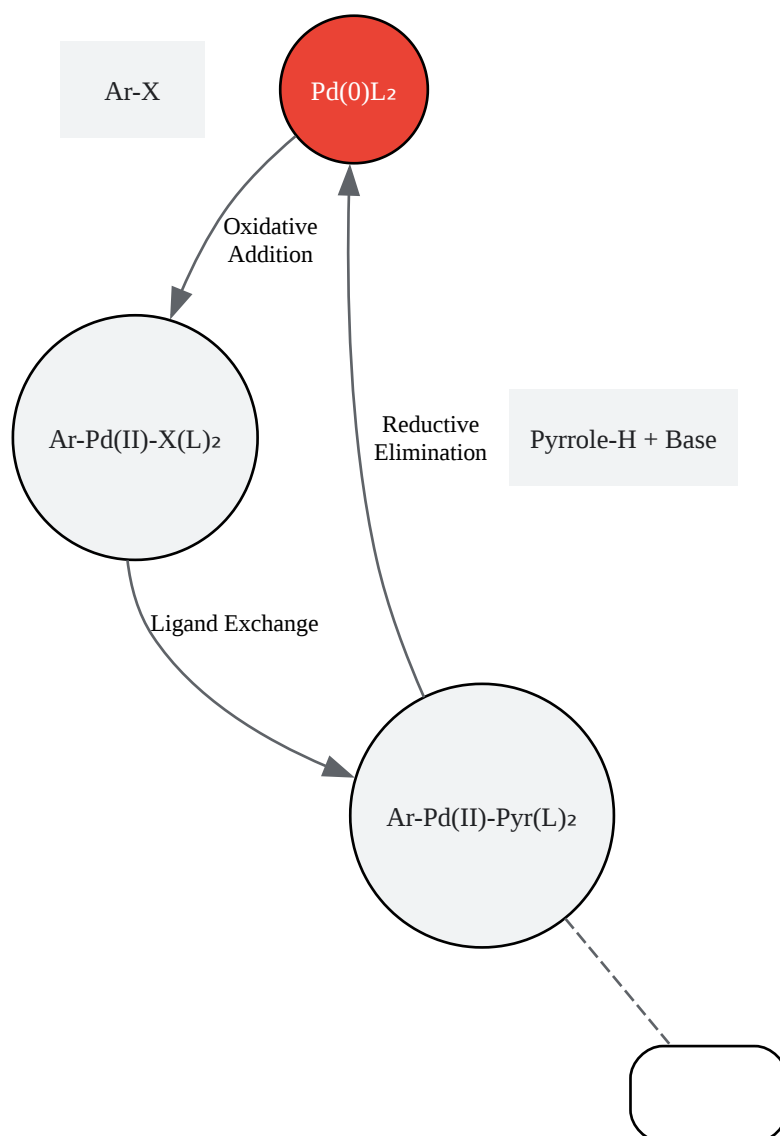 Ar-X
Pd(0)L₂
Oxidative
Addition
Ar-Pd(II)-X(L)₂
Reductive
Elimination
Pyrrole-H + Base
Ligand Exchange
Ar-Pd(II)-Pyr(L)₂